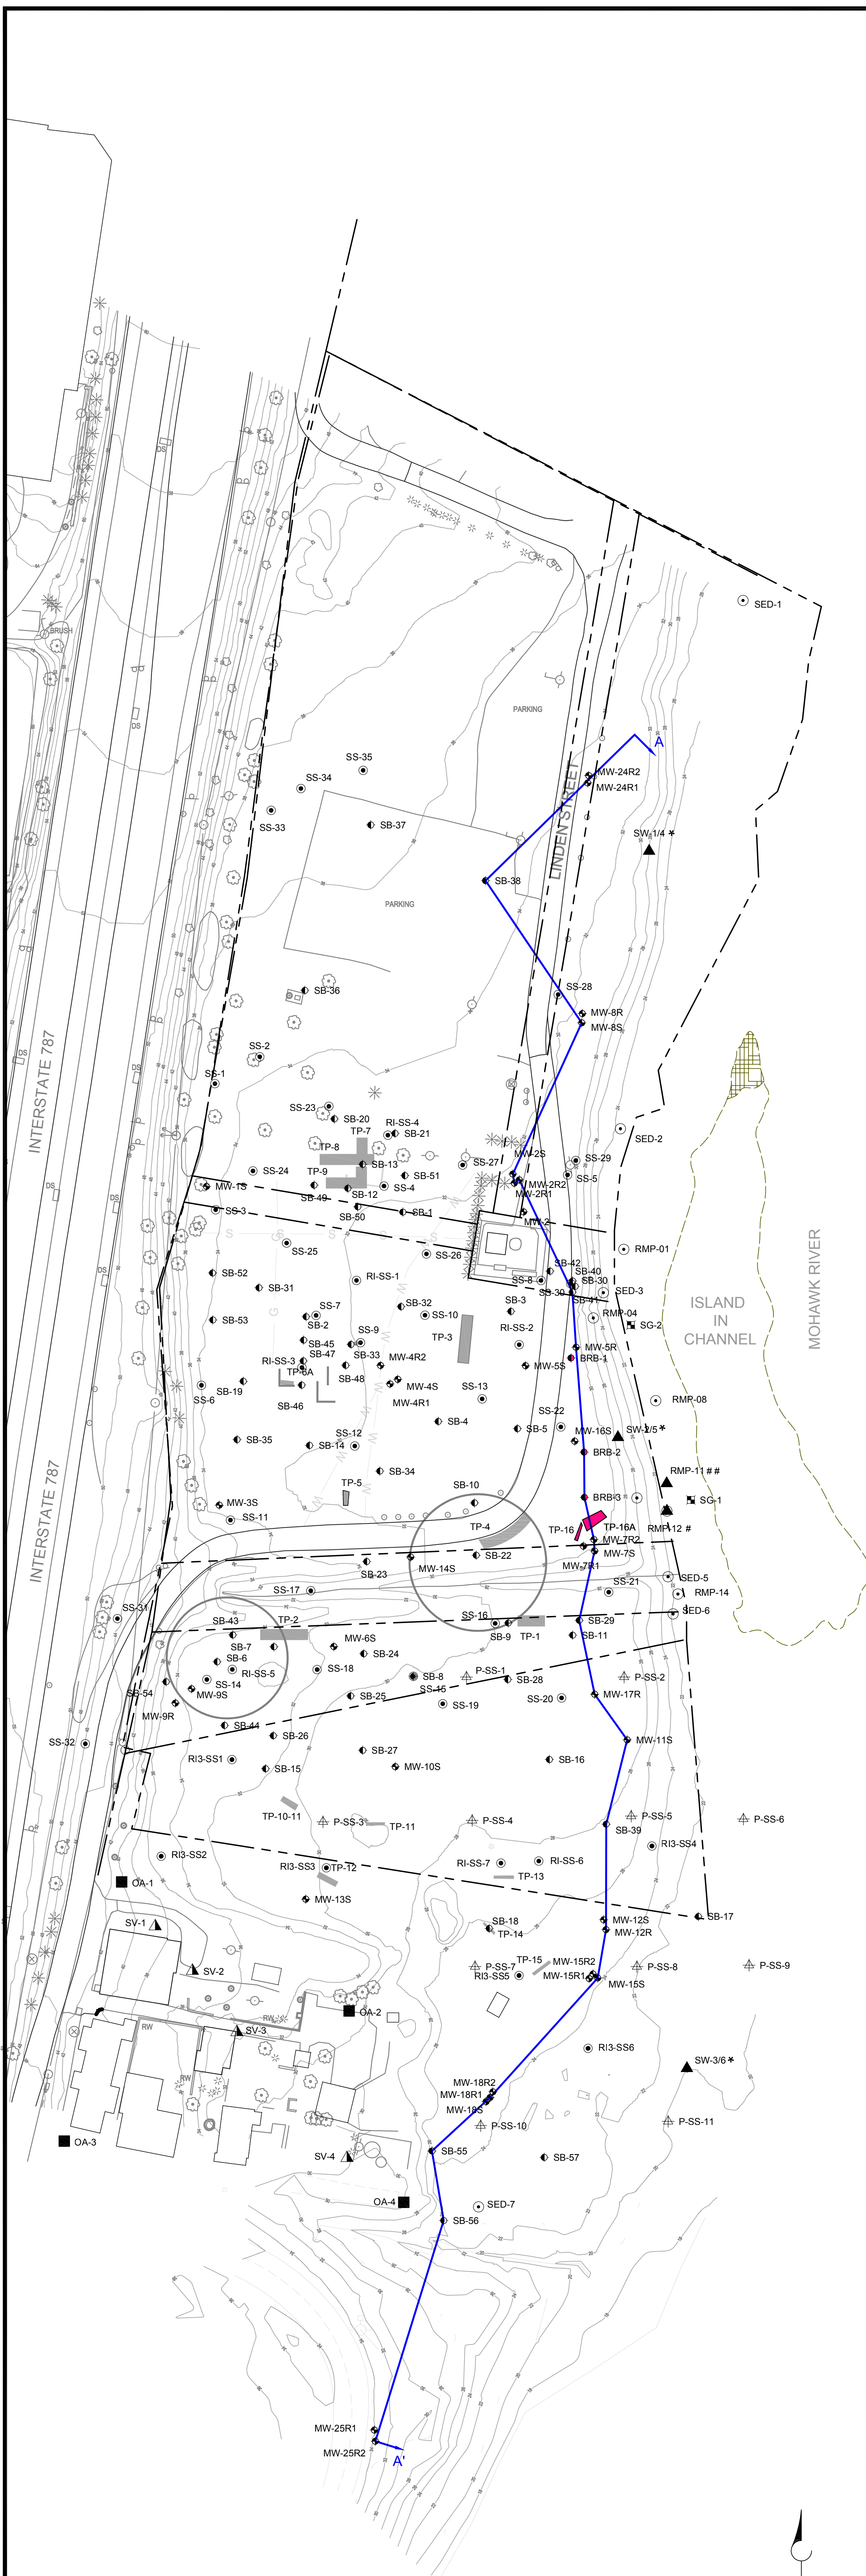 SED-1
DS
BRUSH
PARKING
DS
A
MW-24R2
MW-24R1
SS-35
SS-34
SS-33
LINDEN STREET
SW-1/4 *
SB-37
SB-38
PARKING
SB-36
SS-28
MW-8R
MW-8S
INTERSTATE 787
DS
SS-2
SS-1
DS
SS-23
SB-20
RI-SS-4
TP-7
SB-21
SED-2
TP-8
SB-13
SS-27
SS-29
SS-24
TP-9
SB-51
MW-2S
SS-5
MW-1S
SB-49
SB-12
SS-4
MW-2R2
MW-2R1
SS-3
SB-50
SB-1
MW-2
DS
SS-25
SS-26
RMP-01
MOHAWK RIVER
SB-52
SB-31
RI-SS-1
SB-42
SB-40
SS-8
SB-30
SB-30
SB-41
SED-3
ISLAND
IN
CHANNEL
SB-53
SS-7
SB-32
SS-10
SB-3
RMP-04
SG-2
SB-2
SB-45
SS-9
TP-3
RI-SS-2
MW-5R
SB-47
SB-33
MW-4R2
BRB-1
RI-SS-3
SB-48
MW-5S
TP-6A
MW-4S
SB-19
SS-6
SB-46
MW-4R1
SS-13
RMP-08
SB-4
SB-5
SS-22
SB-35
SS-12
SB-14
MW-16S
SW-2/5 *
BRB-2
INTERSTATE 787
SB-34
RMP-11 # #
TP-5
SB-10
BRB-3
SG-1
MW-3S
SS-11
TP-4
TP-16
TP-16A
RMP-12 #
MW-7R2
MW-7S
SB-22
MW-14S
SB-23
MW-7R1
SED-5
SS-17
SS-21
RMP-14
SS-31
SB-43
TP-2
SS-16
SB-29
SED-6
SB-9
TP-1
SB-11
SB-7
MW-6S
SB-6
SB-24
RI-SS-5
SS-18
SB-8
P-SS-1
SB-28
P-SS-2
SB-54
SS-14
SS-15
MW-9S
SB-25
SS-19
SS-20
MW-17R
MW-9R
SB-44
SS-32
SB-26
MW-11S
SB-27
RI3-SS1
SB-15
MW-10S
SB-16
TP-10-11
P-SS-3
TP-11
P-SS-4
P-SS-5
P-SS-6
SB-39
RI3-SS2
RI3-SS3
TP-12
RI-SS-7
RI-SS-6
RI3-SS4
OA-1
TP-13
MW-13S
MW-12S
SB-17
SV-1
SB-18
TP-14
MW-12R
SV-2
P-SS-7
TP-15
MW-15R2
P-SS-8
P-SS-9
RI3-SS5
MW-15R1
MW-15S
RW
RW
OA-2
SV-3
RI3-SS6
RW
MW-18R2
SW-3/6 *
MW-18R1
MW-18S
P-SS-10
P-SS-11
OA-3
SB-55
SV-4
SB-57
OA-4
SED-7
SB-56
MW-25R1
MW-25R2
A'